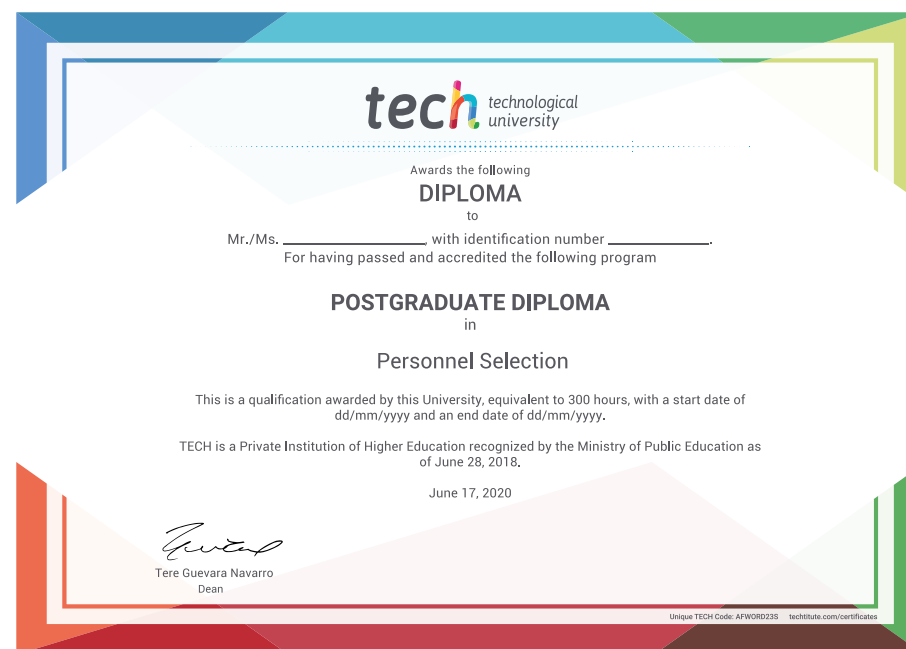 tech technological
university
Awards the following
DIPLOMA
to
Mr./Ms. ____________________, with identification number ______________.
For having passed and accredited the following program
POSTGRADUATE DIPLOMA
in
Personnel Selection
This is a qualification awarded by this University, equivalent to 300 hours, with a start date of
dd/mm/yyyy and an end date of dd/mm/yyyy.
TECH is a Private Institution of Higher Education recognized by the Ministry of Public Education as
of June 28, 2018.
June 17, 2020
Tere Guevara Navarro
Dean
Unique TECH Code: AFWORD23S techtitute.com/certificates